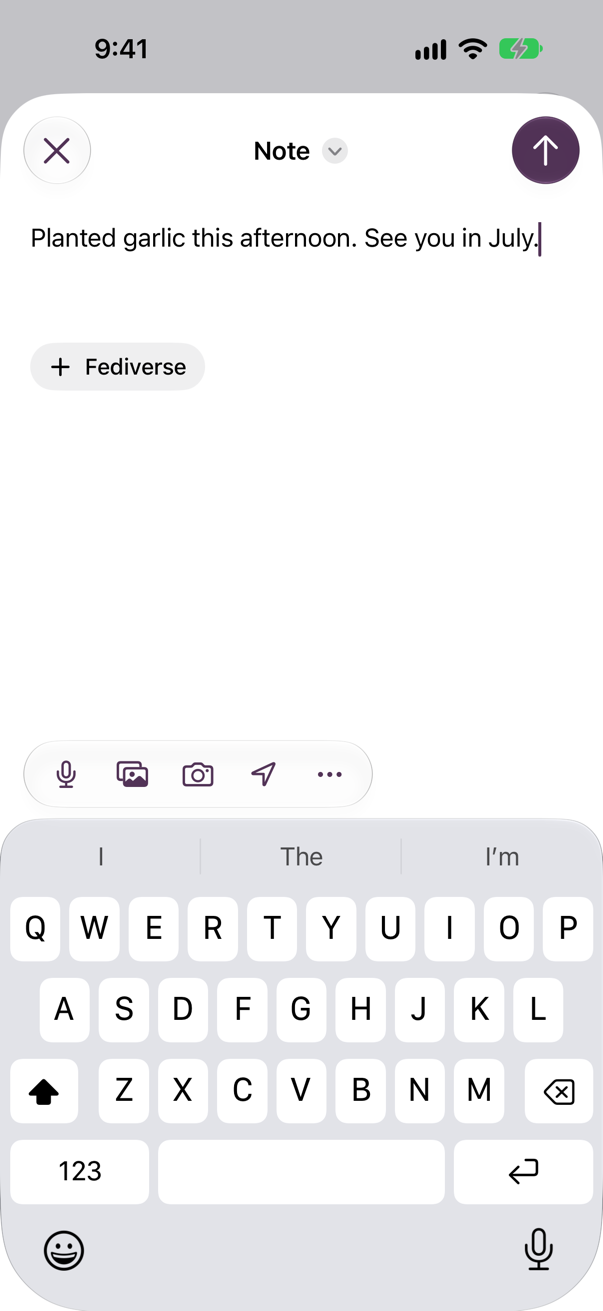 9:41
Note
Planted garlic this afternoon. See you in July.
+ Fediverse
I The I’m
Q W E R T Y U I O P
A S D F G H J K L
Z X C V B N M
123